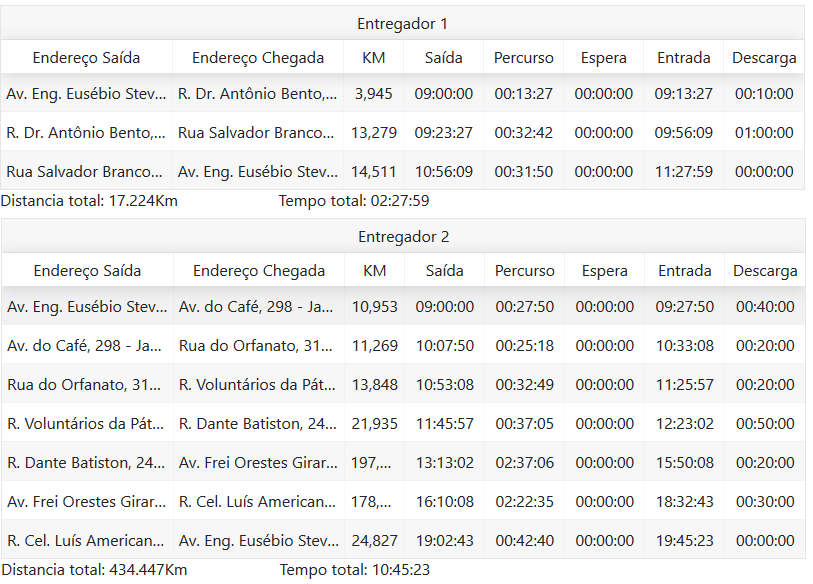 Entregador 1
Endereço Saída Endereço Chegada KM Saída Percurso Espera Entrada Descarga
Av. Eng. Eusébio Stev... R. Dr. Antônio Bento,... 3,945 09:00:00 00:13:27 00:00:00 09:13:27 00:10:00
R. Dr. Antônio Bento,... Rua Salvador Branco... 13,279 09:23:27 00:32:42 00:00:00 09:56:09 01:00:00
Rua Salvador Branco... Av. Eng. Eusébio Stev... 14,511 10:56:09 00:31:50 00:00:00 11:27:59 00:00:00
Distancia total: 17.224Km Tempo total: 02:27:59
Entregador 2
Endereço Saída Endereço Chegada KM Saída Percurso Espera Entrada Descarga
Av. Eng. Eusébio Stev... Av. do Café, 298 - Ja... 10,953 09:00:00 00:27:50 00:00:00 09:27:50 00:40:00
Av. do Café, 298 - Ja... Rua do Orfanato, 31... 11,269 10:07:50 00:25:18 00:00:00 10:33:08 00:20:00
Rua do Orfanato, 31... R. Voluntários da Pát... 13,848 10:53:08 00:32:49 00:00:00 11:25:57 00:20:00
R. Voluntários da Pát... R. Dante Batiston, 24... 21,935 11:45:57 00:37:05 00:00:00 12:23:02 00:50:00
R. Dante Batiston, 24... Av. Frei Orestes Girar... 197,... 13:13:02 02:37:06 00:00:00 15:50:08 00:20:00
Av. Frei Orestes Girar... R. Cel. Luís American... 178,... 16:10:08 02:22:35 00:00:00 18:32:43 00:30:00
R. Cel. Luís American... Av. Eng. Eusébio Stev... 24,827 19:02:43 00:42:40 00:00:00 19:45:23 00:00:00
Distancia total: 434.447Km Tempo total: 10:45:23